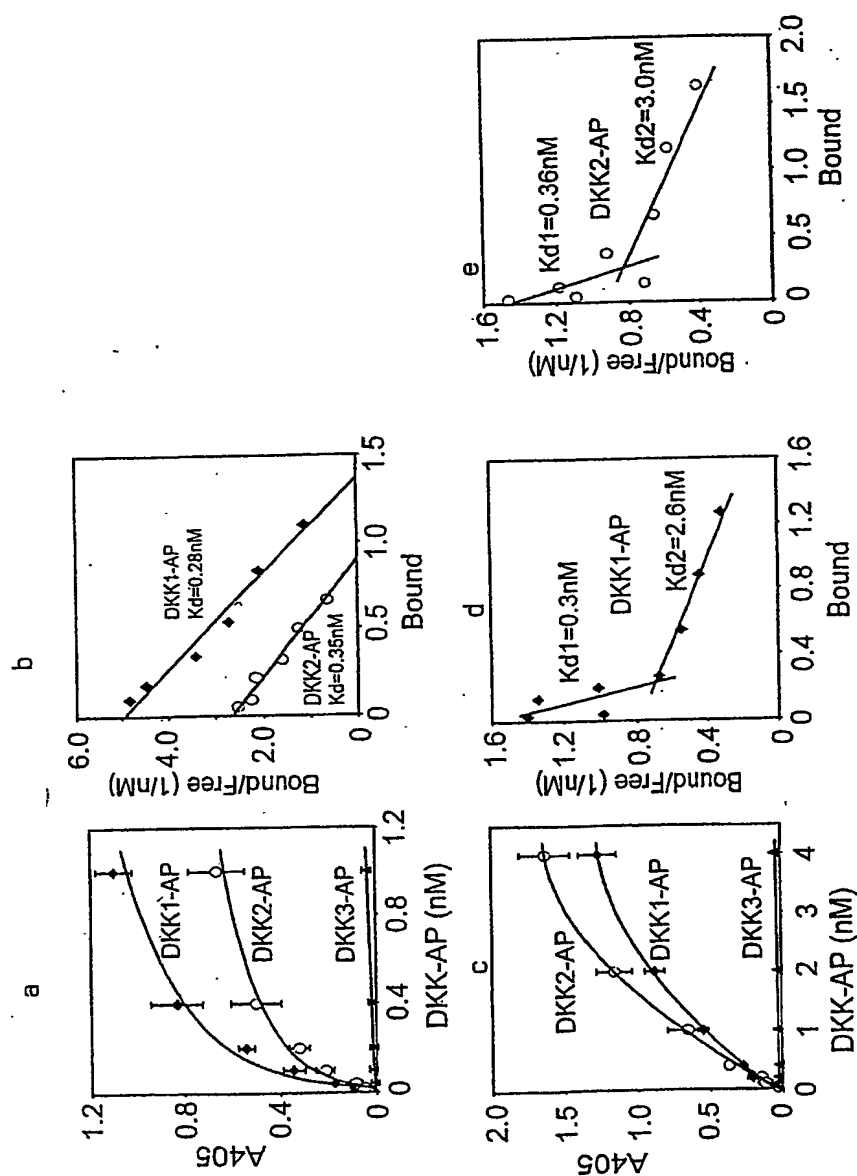 a
A405
1.2
0.8
0.4
0
DKK1-AP
DKK2-AP
DKK3-AP
0
0.4
0.8
1.2
DKK-AP (nM)
b
Bound/Free (1/nM)
6.0
4.0
2.0
0
DKK1-AP
Kd=0.28nM
DKK2-AP
Kd=0.35nM
0
0.5
1.0
1.5
Bound
c
A405
2.0
1.5
1.0
0.5
0
DKK2-AP
DKK1-AP
DKK3-AP
0
1
2
3
4
DKK-AP (nM)
d
Bound/Free (1/nM)
1.6
1.2
0.8
0.4
Kd1=0.3nM
DKK1-AP
Kd2=2.6nM
0
0.4
0.8
1.2
1.6
Bound
e
Bound/Free (1/nM)
1.6
1.2
0.8
0.4
0
Kd1=0.36nM
DKK2-AP
Kd2=3.0nM
0
0.5
1.0
1.5
2.0
Bound